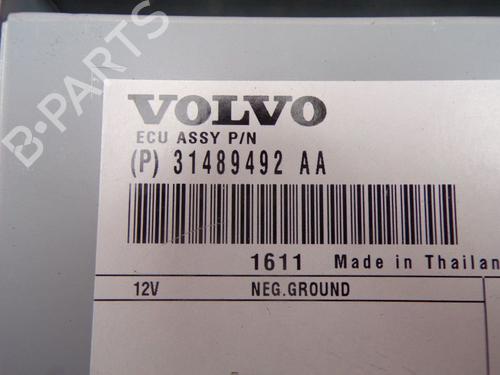 B-PARTS
VOLVO
ECU ASSY P/N
(P) 31489492 AA
1611 Made in Thailan
12V NEG.GROUND